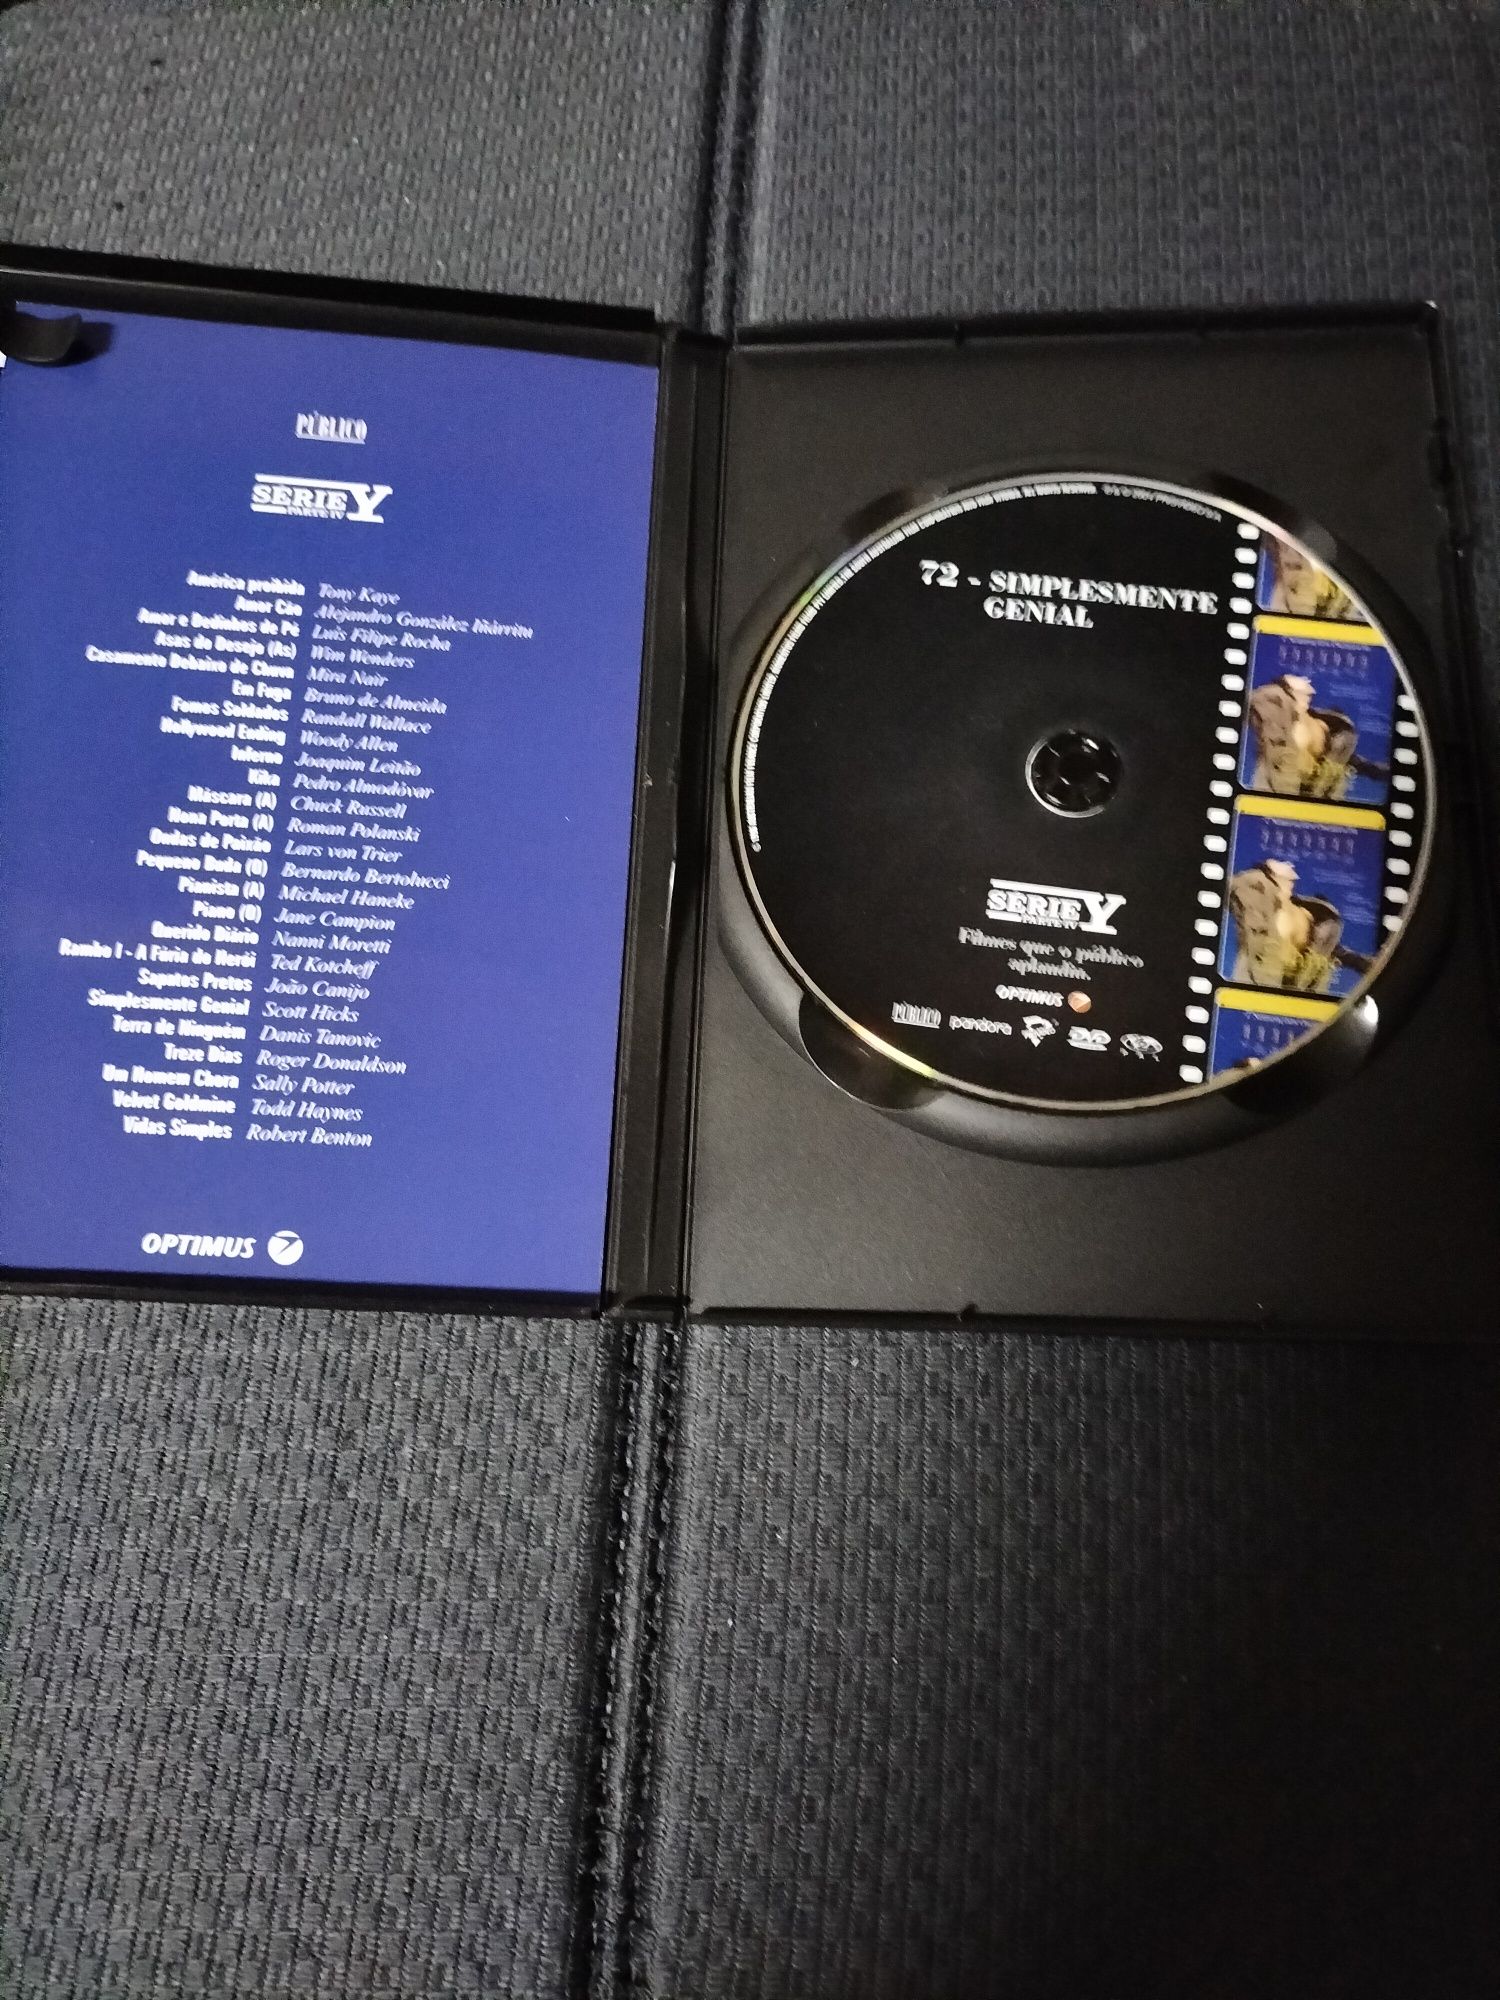 PÚBLICO
SÉRIE Y
PARTE IV
América proibida Tony Kaye
Amor Cão Alejandro González Iñárritu
Amor e Dedinhos de Pé Luís Filipe Rocha
Asas do Desejo (As) Wim Wenders
Casamento Debaixo de Chuva Mira Nair
Em Fuga Bruno de Almeida
Fomos Soldados Randall Wallace
Hollywood Ending Woody Allen
Inferno Joaquim Leitão
Kika Pedro Almodóvar
Máscara (A) Chuck Russell
Nona Porta (A) Roman Polanski
Ondas de Paixão Lars von Trier
Pequeno Buda (O) Bernardo Bertolucci
Pianista (A) Michael Haneke
Piano (O) Jane Campion
Querido Diário Nanni Moretti
Rambo I - A Fúria do Herói Ted Kotcheff
Sapatos Pretos João Canijo
Simplesmente Genial Scott Hicks
Terra de Ninguém Danis Tanovic
Treze Dias Roger Donaldson
Um Homem Chora Sally Potter
Velvet Goldmine Todd Haynes
Vidas Simples Robert Benton
OPTIMUS
72 - SIMPLESMENTE
GENIAL
SÉRIE Y
PARTE IV
Filmes que o público
aplaudiu.
OPTIMUS
PÚBLICO pandora DVD